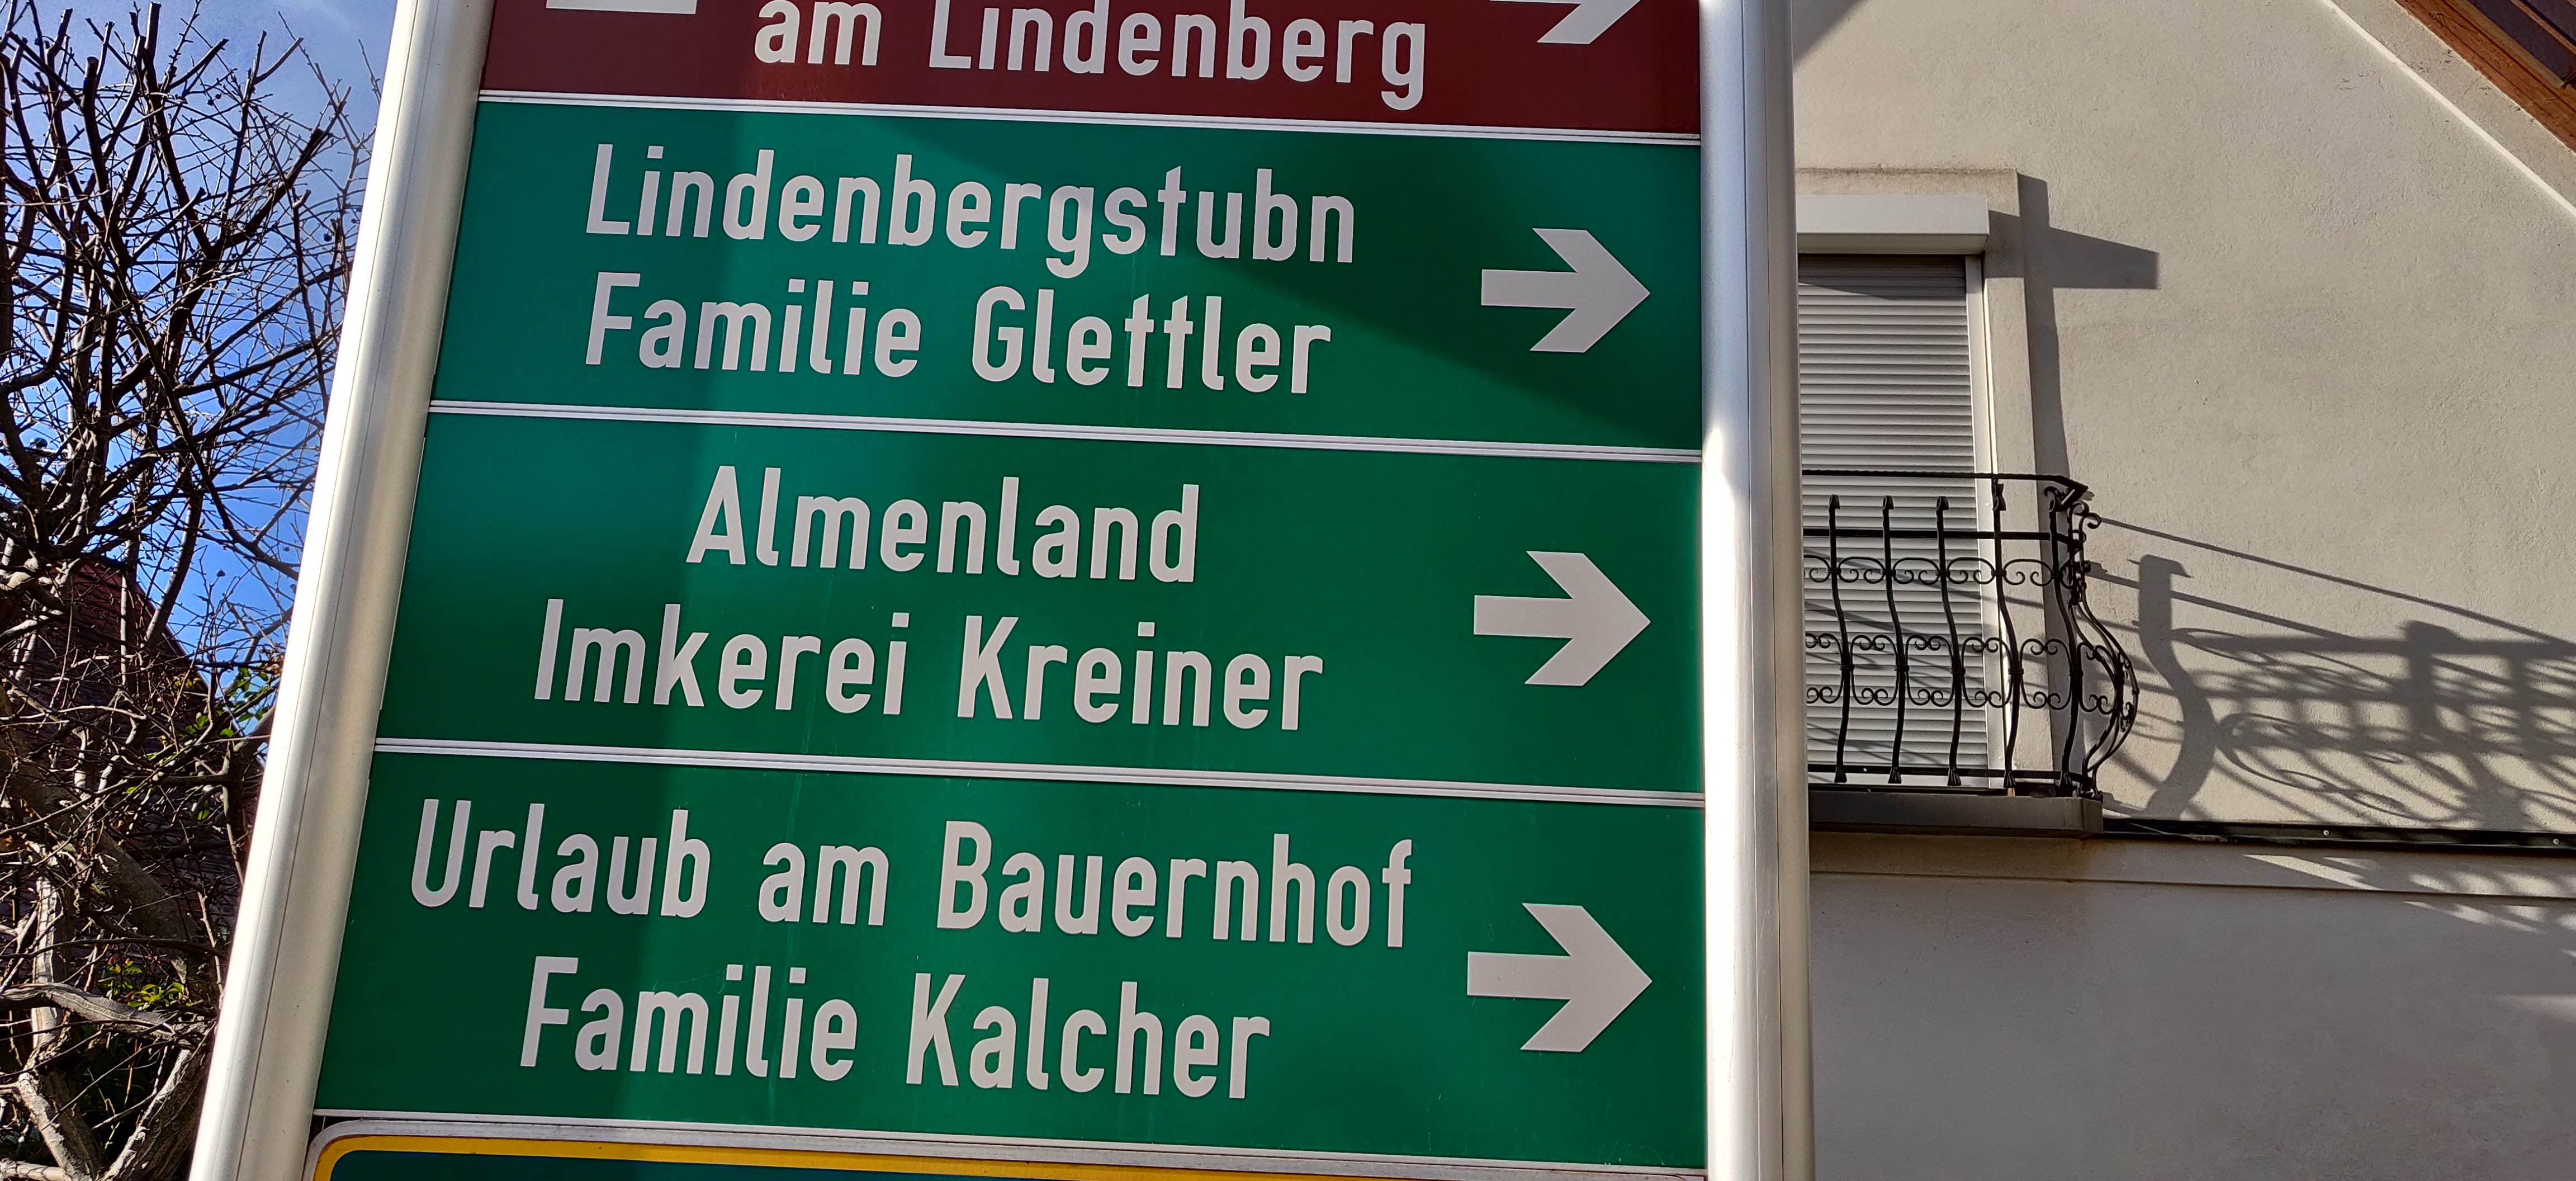 am Lindenberg
Lindenbergstubn
Familie Glettler
Almenland
Imkerei Kreiner
Urlaub am Bauernhof
Familie Kalcher